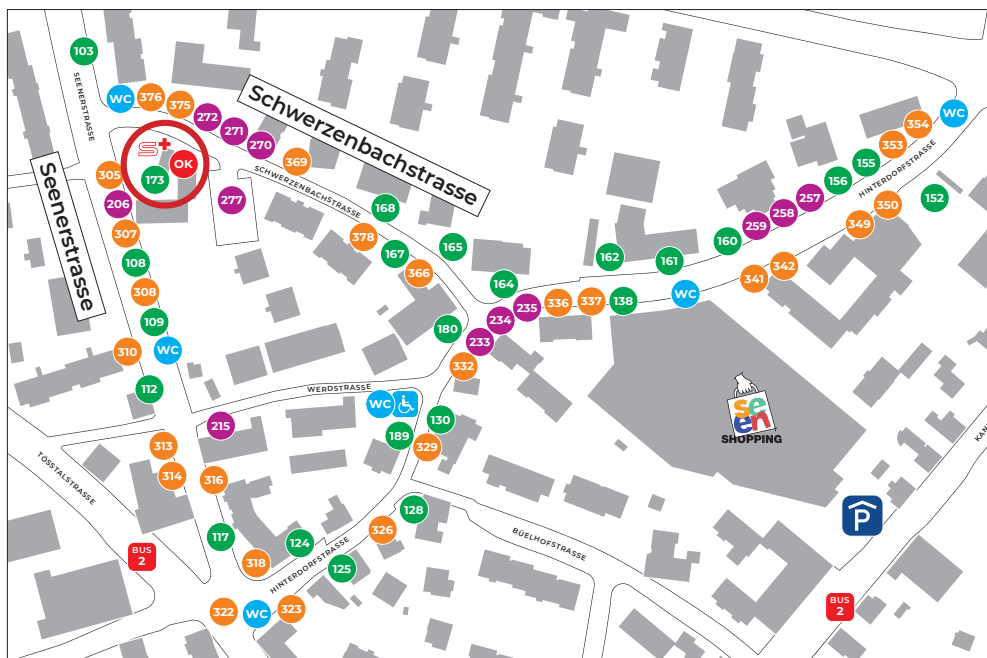 103
SEENERSTRASSE
WC
376
375
272
271
270
369
Schwerzenbachstrasse
SCHWERZENBACHSTRASSE
S+
OK
173
305
206
277
Seenerstrasse
307
108
308
109
310
WC
112
168
378
167
366
165
164
180
162
161
160
259
258
257
156
155
353
354
WC
HINTERDORFSTRASSE
152
350
349
342
341
WC
138
337
336
235
234
233
332
WERDSTRASSE
WC
130
189
329
215
313
314
316
TÖSSTALSTRASSE
BUS
2
117
318
124
HINTERDORFSTRASSE
125
326
128
322
WC
323
BÜELHOFSTRASSE
seen
SHOPPING
P
BUS
2
KAN